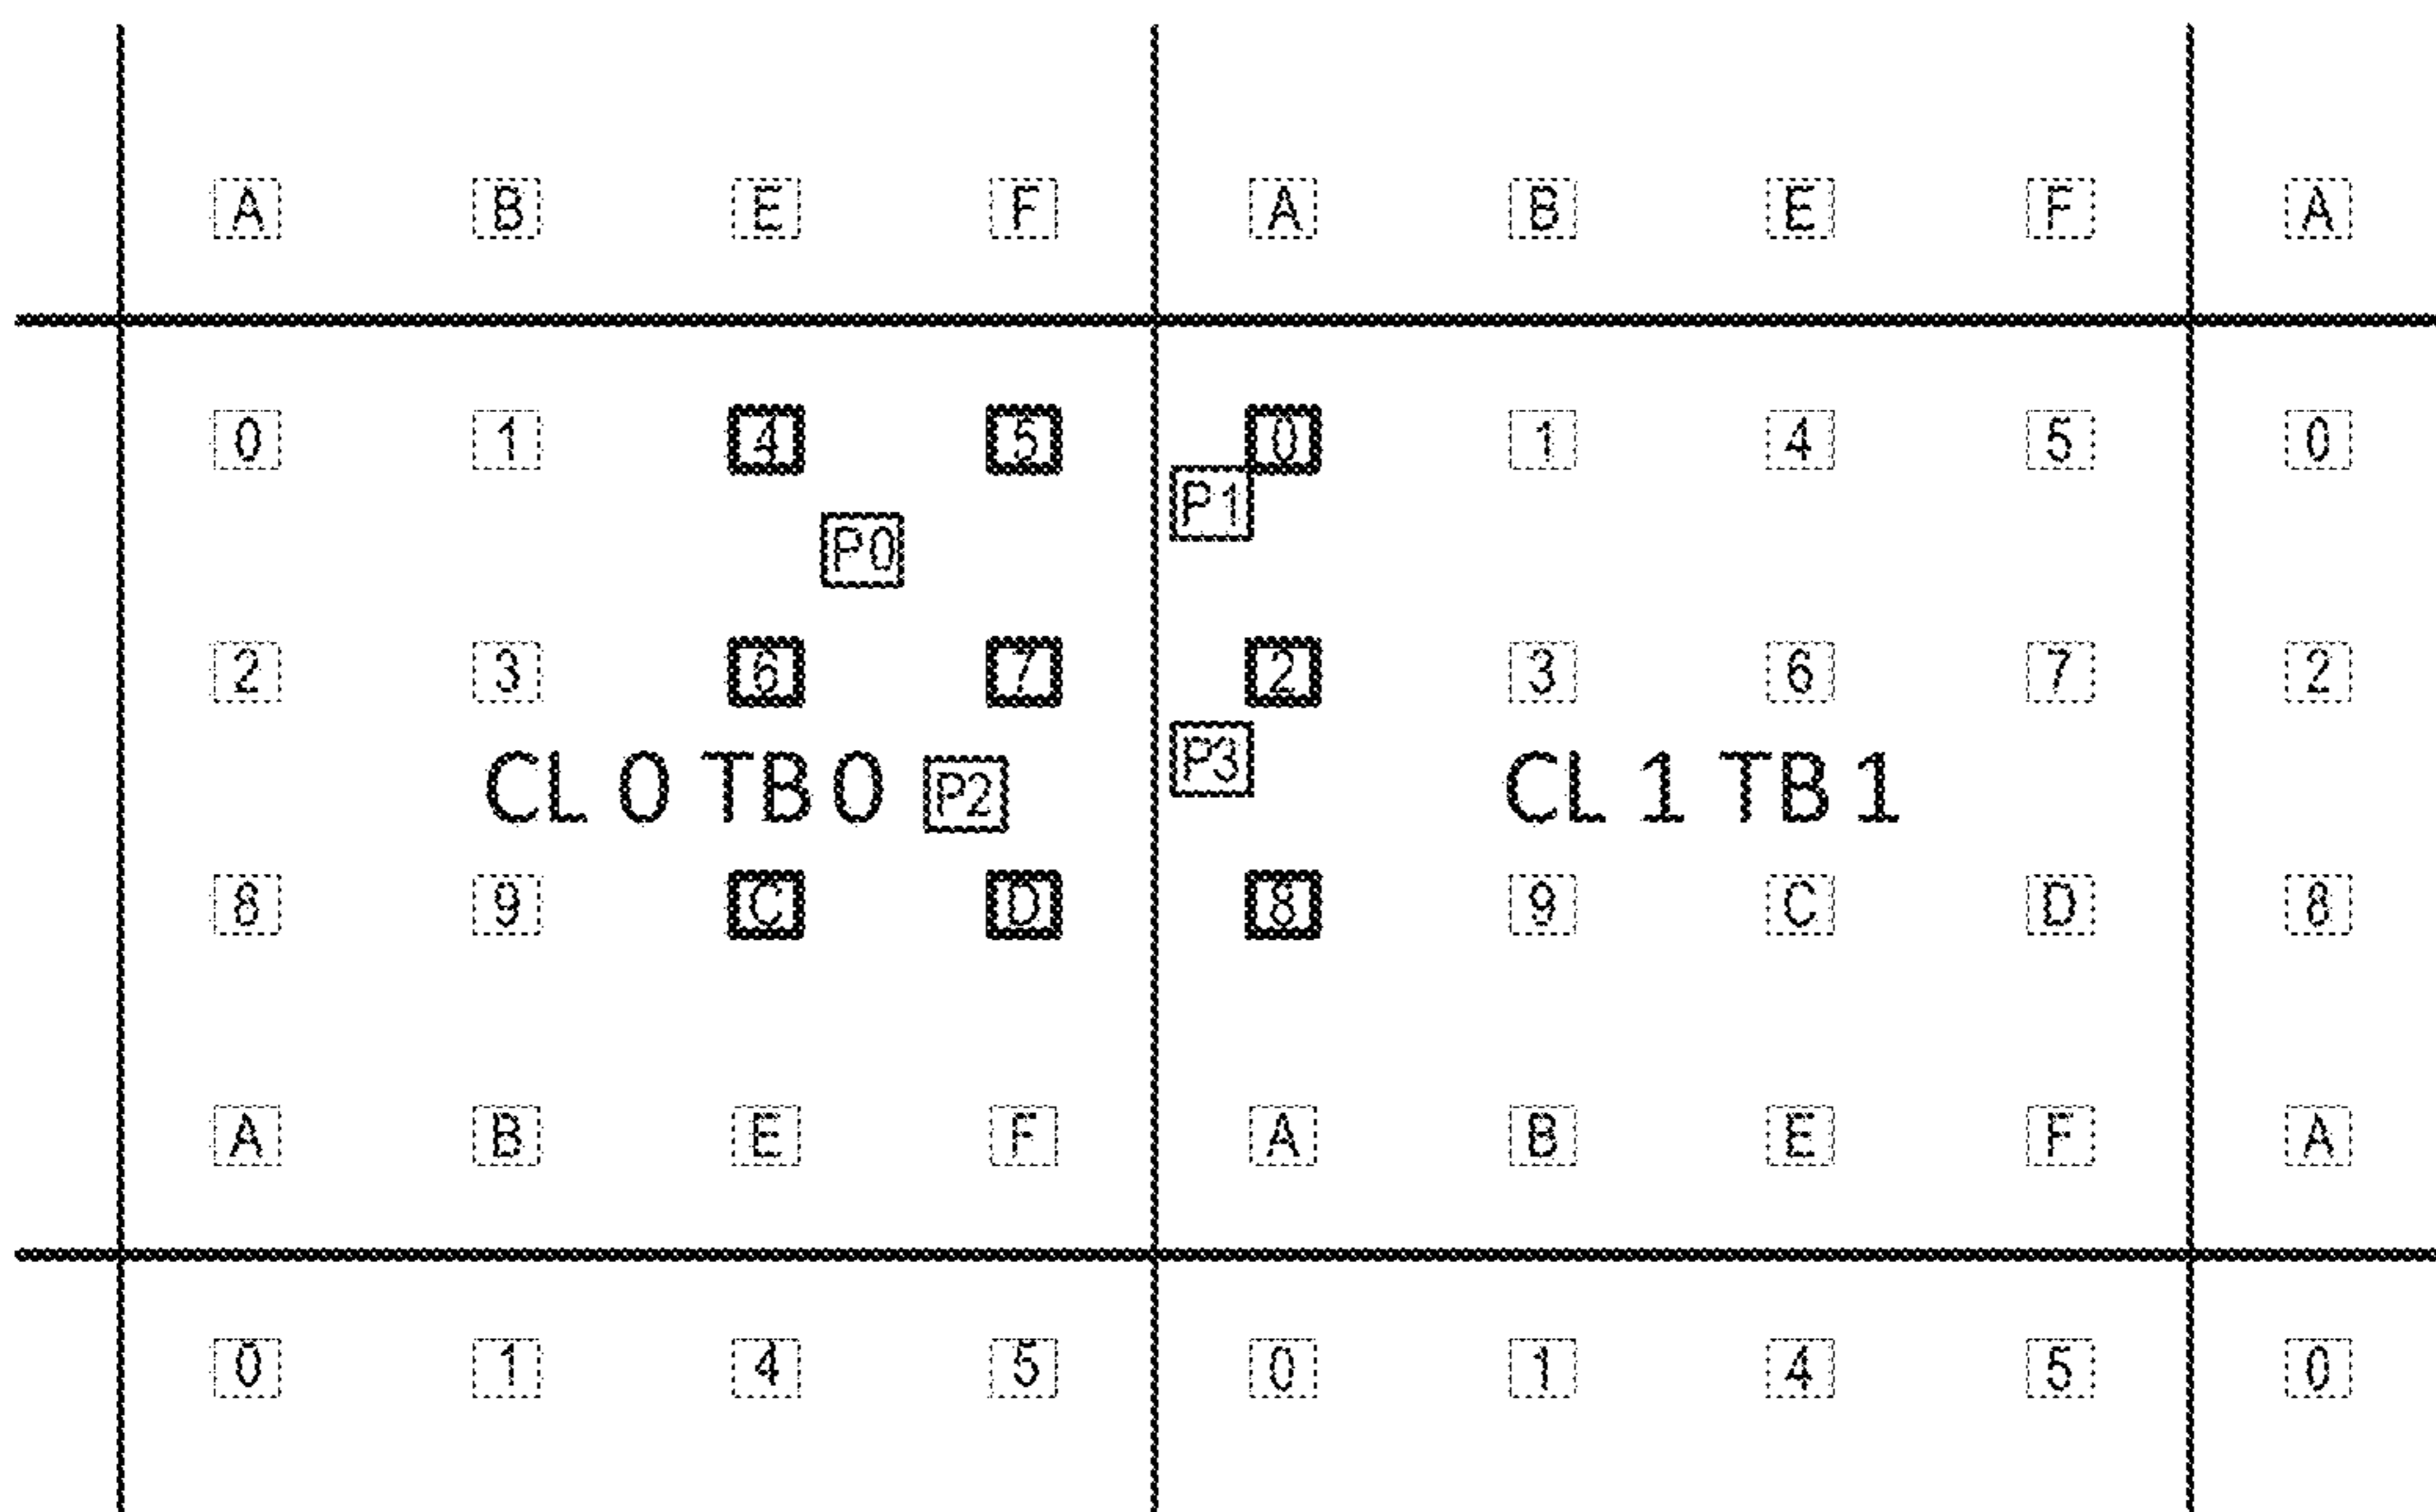 A B E F A B E F A
0 1 4 5 0 1 4 5 0
P1
P0
2 3 6 7 2 3 6 7 2
P3
CL 0 TB 0 P2 CL 1 TB 1
8 9 C D 8 9 C D 8
A B E F A B E F A
0 1 4 5 0 1 4 5 0